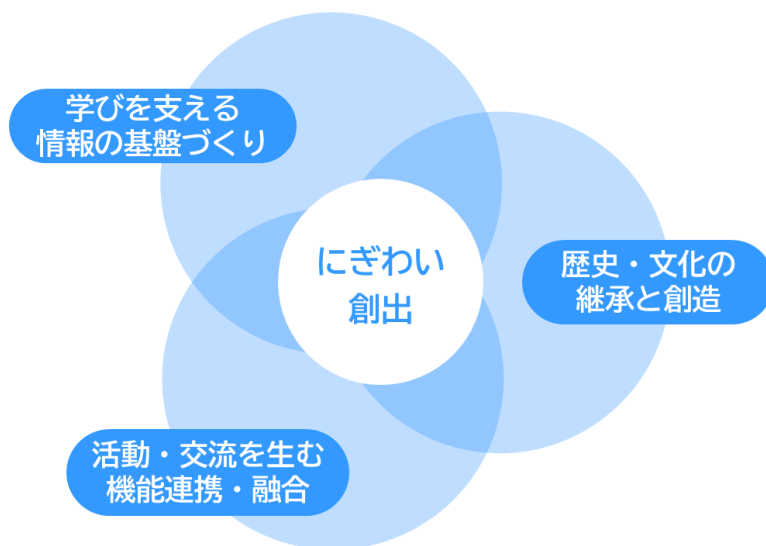 学びを支える
情報の基盤づくり
にぎわい
創出
歴史・文化の
継承と創造
活動・交流を生む
機能連携・融合